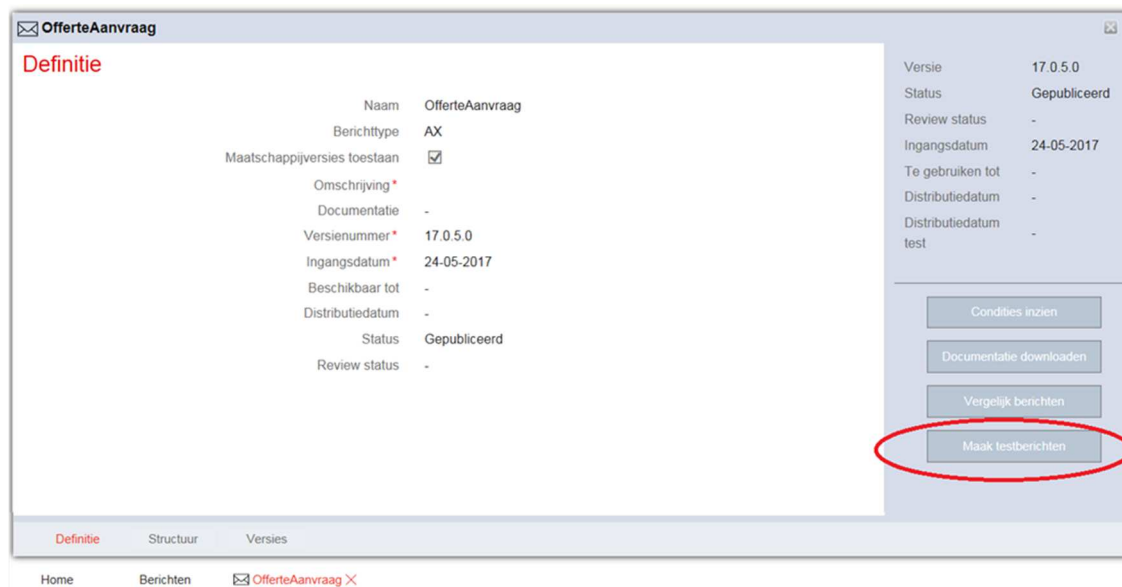 OfferteAanvraag
Definitie
Naam OfferteAanvraag
Berichttype AX
Maatschappijversies toestaan
Omschrijving *
Documentatie -
Versienummer * 17.0.5.0
Ingangsdatum * 24-05-2017
Beschikbaar tot -
Distributiedatum -
Status Gepubliceerd
Review status -
Versie 17.0.5.0
Status Gepubliceerd
Review status -
Ingangsdatum 24-05-2017
Te gebruiken tot -
Distributiedatum -
Distributiedatum
test -
Condities inzien
Documentatie downloaden
Vergelijk berichten
Maak testberichten
Definitie Structuur Versies
Home Berichten OfferteAanvraag